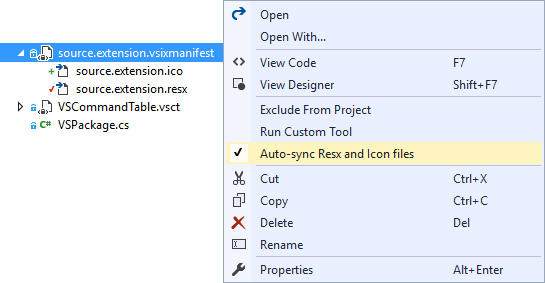 source.extension.vsixmanifest
source.extension.ico
source.extension.resx
VSCommandTable.vsct
C# VSPackage.cs
Open
Open With...
View Code F7
View Designer Shift+F7
Exclude From Project
Run Custom Tool
Auto-sync Resx and Icon files
Cut Ctrl+X
Copy Ctrl+C
Delete Del
Rename
Properties Alt+Enter